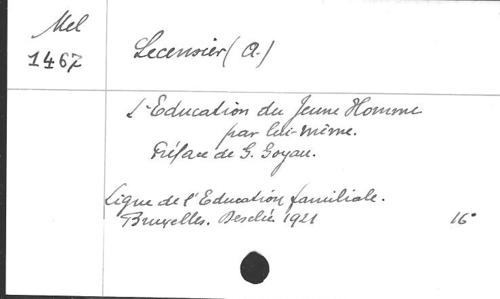 Mel
1467
Lecensier (A.)
L'Education du Jeune Homme
par lui-même.
Préface de G. Goyau.
Ligue de l'Education familiale.
Bruxelles. Desclée 1921 16°